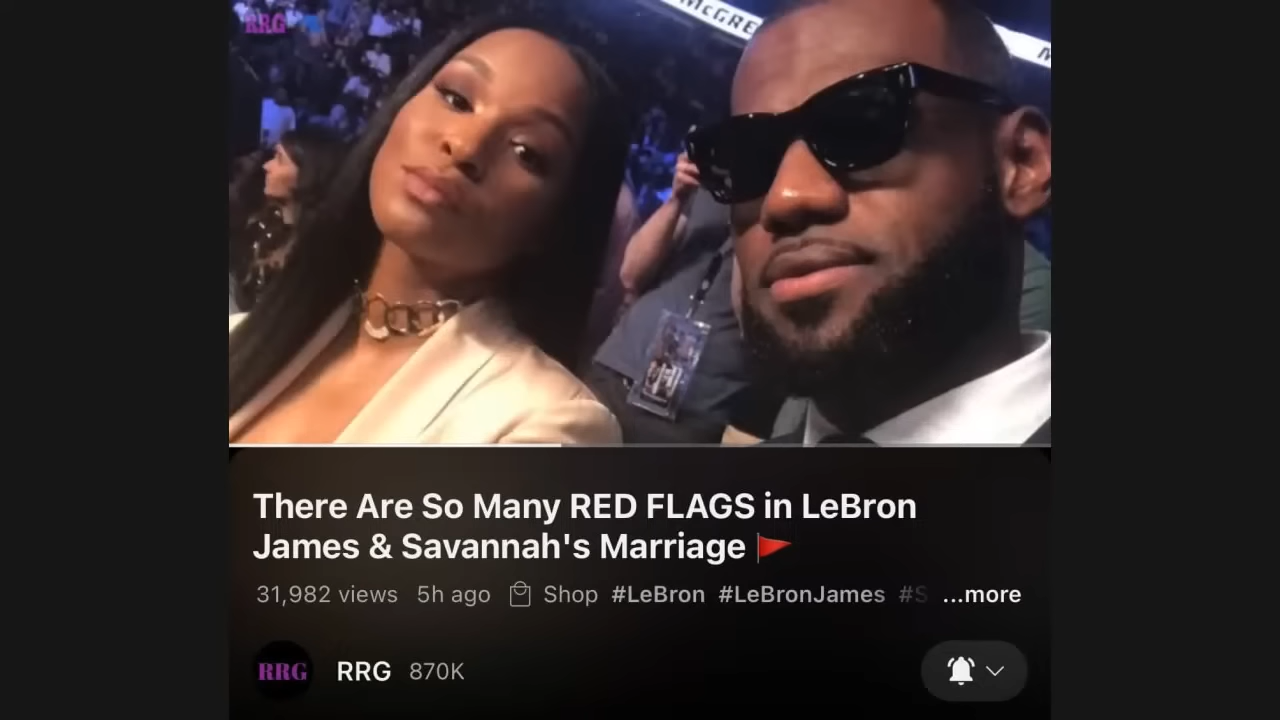 RRG
McGRE
M
There Are So Many RED FLAGS in LeBron
James & Savannah's Marriage 🚩
31,982 views 5h ago Shop #LeBron #LeBronJames #S ...more
RRG RRG 870K